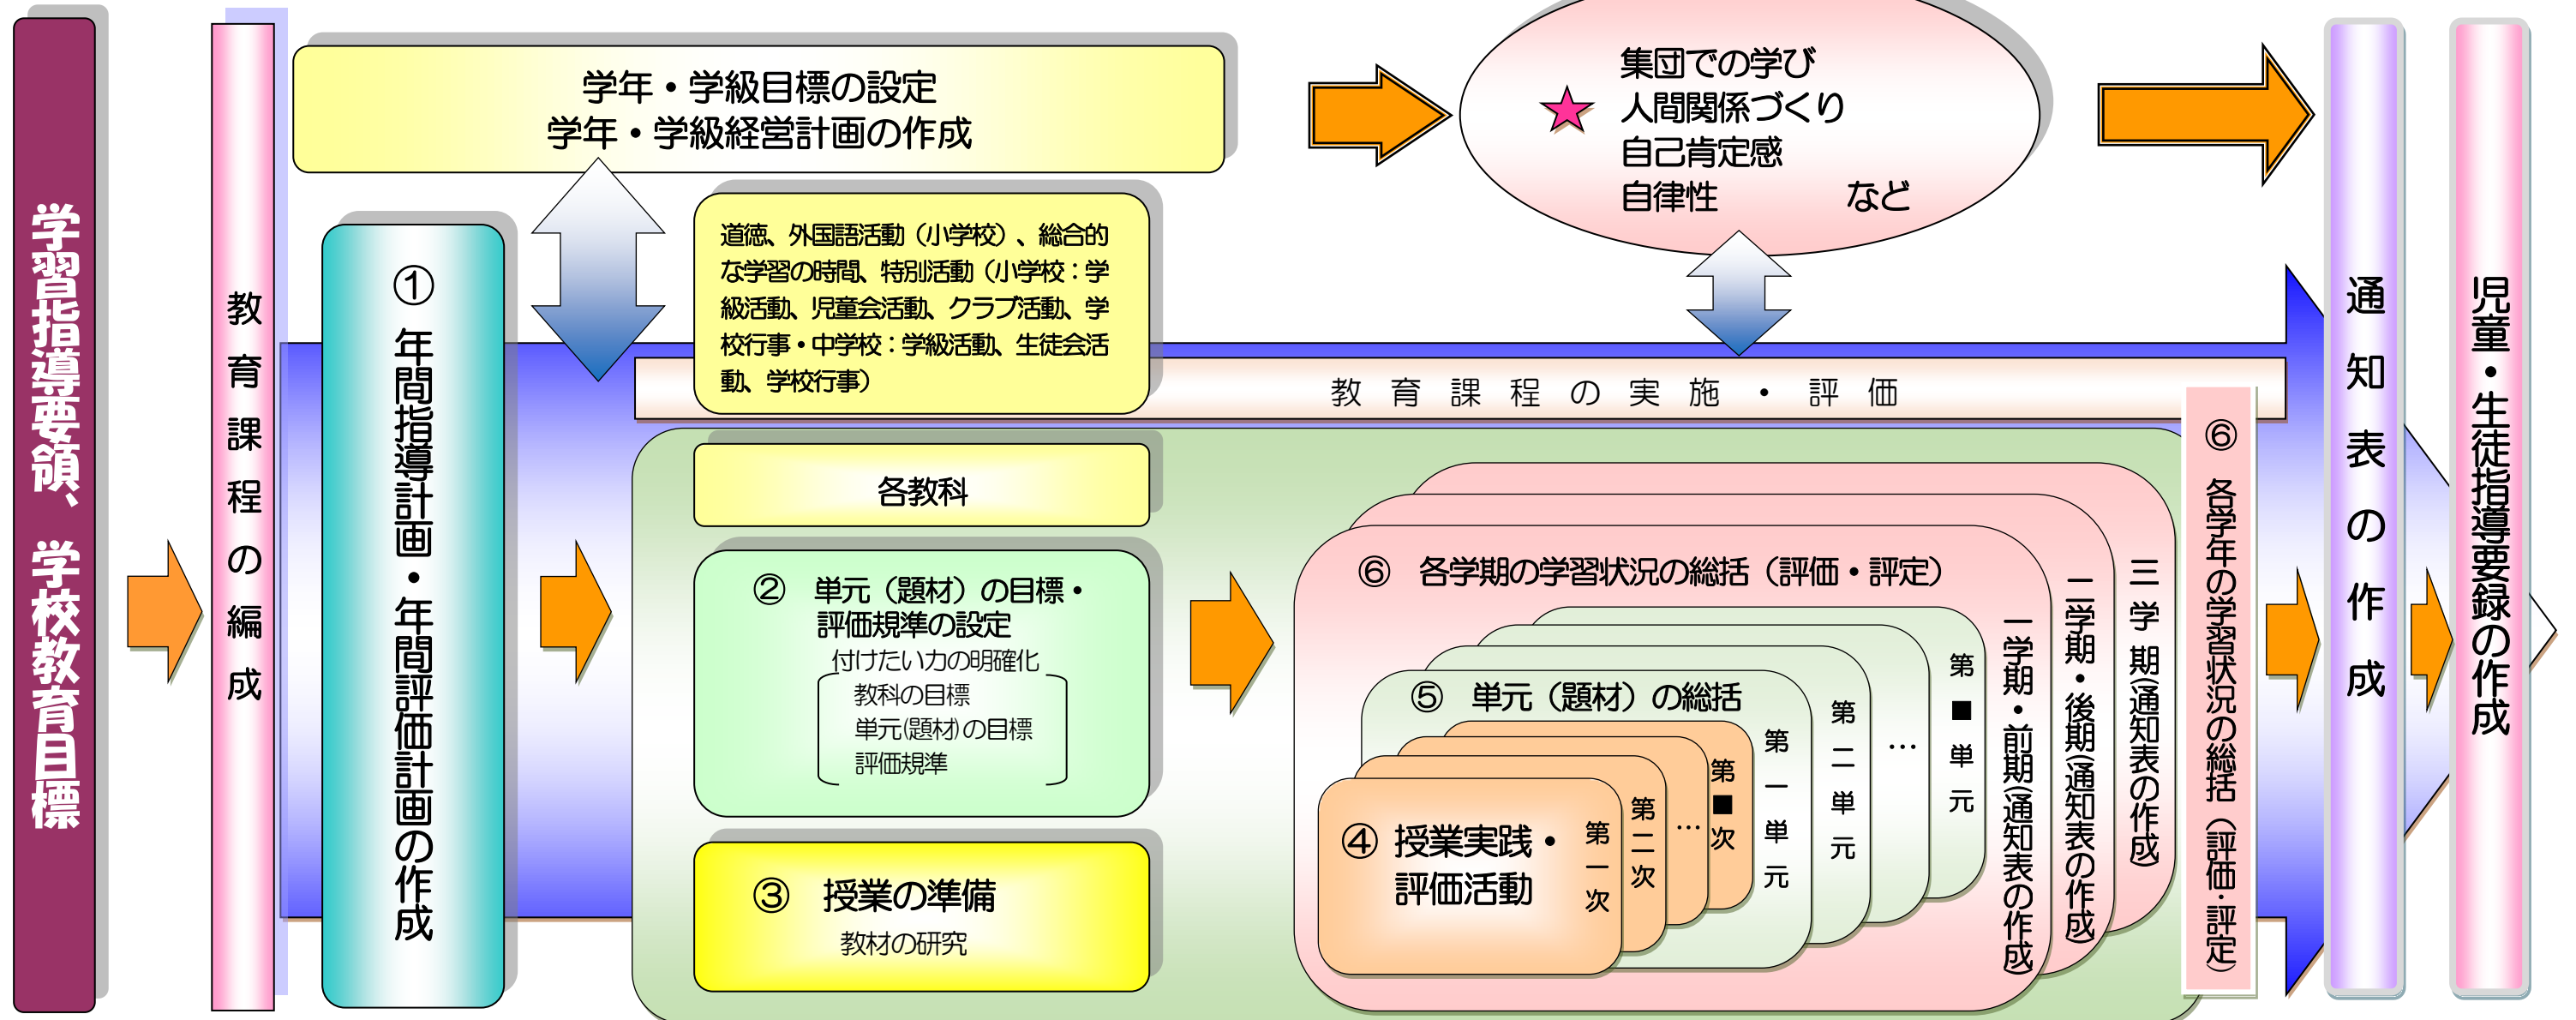 学習指導要領、 学校教育目標
教育課程の編成
学年・学級目標の設定
学年・学級経営計画の作成
① 年間指導計画・年間評価計画の作成
道徳、外国語活動（小学校）、総合的
な学習の時間、特別活動（小学校：学
級活動、児童会活動、クラブ活動、学
校行事・中学校：学級活動、生徒会活
動、学校行事）
★ 集団での学び
人間関係づくり
自己肯定感
自律性 など
教育課程の実施・評価
各教科
② 単元（題材）の目標・
評価規準の設定
付けたい力の明確化
教科の目標
単元(題材)の目標
評価規準
③ 授業の準備
教材の研究
⑥ 各学期の学習状況の総括（評価・評定）
⑤ 単元（題材）の総括
④ 授業実践・
評価活動
第一次
第二次
…
第■次
第一単元
第二単元
…
第■単元
一学期・前期(通知表の作成)
二学期・後期(通知表の作成)
三学期(通知表の作成)
⑥ 各学年の学習状況の総括（評価・評定）
通知表の作成
児童・生徒指導要録の作成